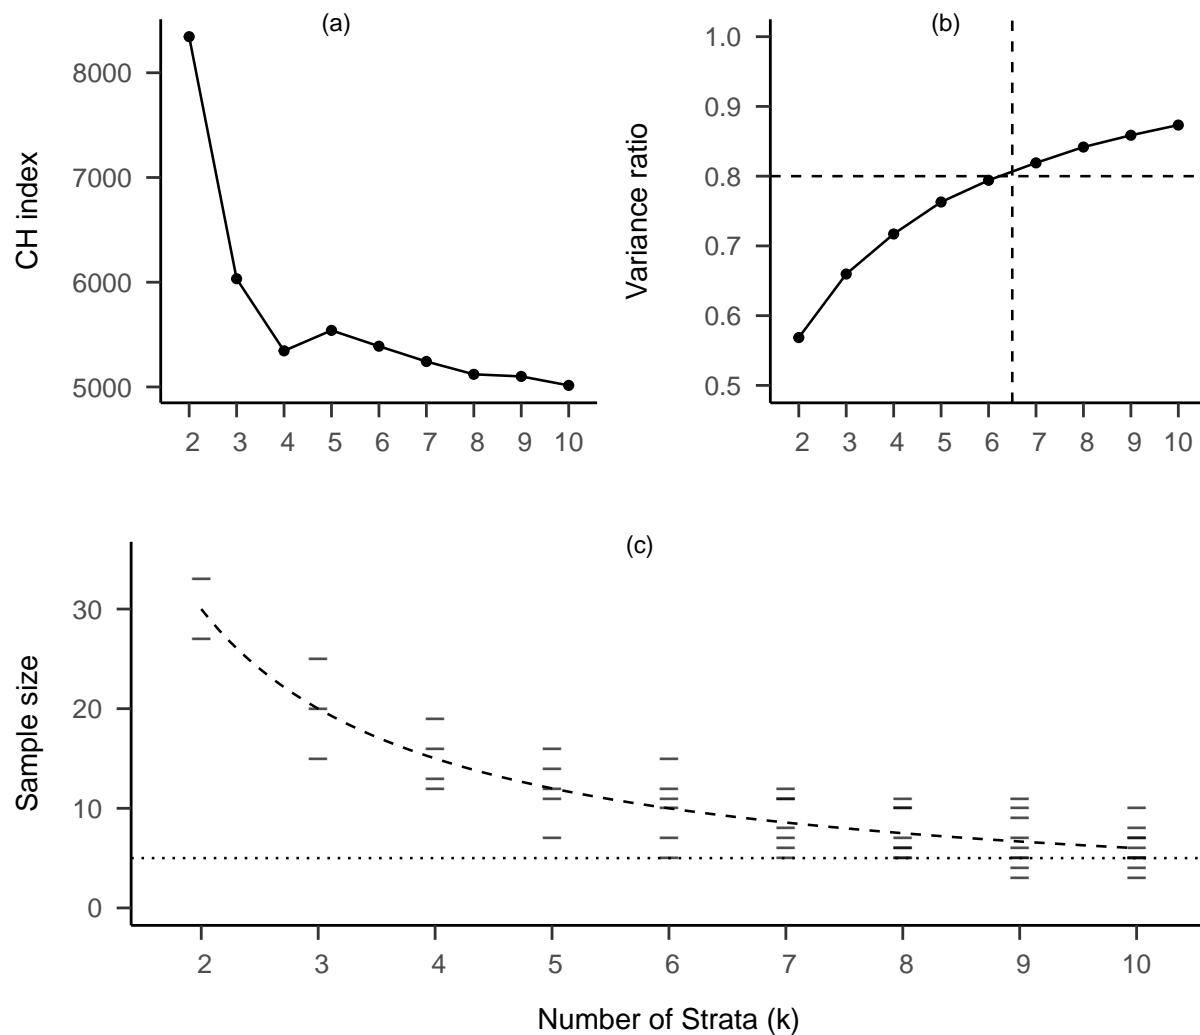 (a)
CH index
8000
7000
6000
5000
2 3 4 5 6 7 8 9 10
(b)
Variance ratio
1.0
0.9
0.8
0.7
0.6
0.5
2 3 4 5 6 7 8 9 10
(c)
Sample size
30
20
10
0
2 3 4 5 6 7 8 9 10
Number of Strata (k)